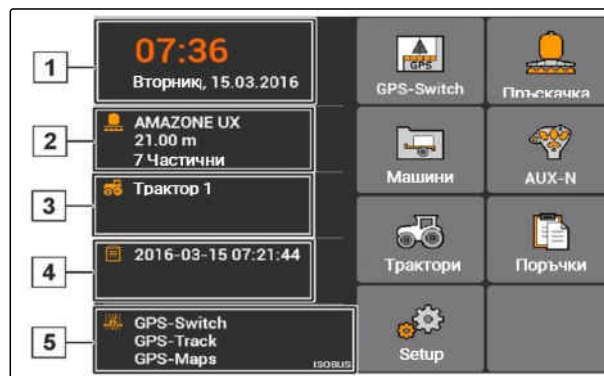 1
07:36
Вторник, 15.03.2016
2
AMAZONE UX
21.00 m
7 Частични
3
Трактор 1
4
2016-03-15 07:21:44
5
GPS-Switch
GPS-Track
GPS-Maps
ISOBUS
GPS
GPS-Switch
Пръскачка
Машини
AUX-N
Трактори
Поръчки
Setup